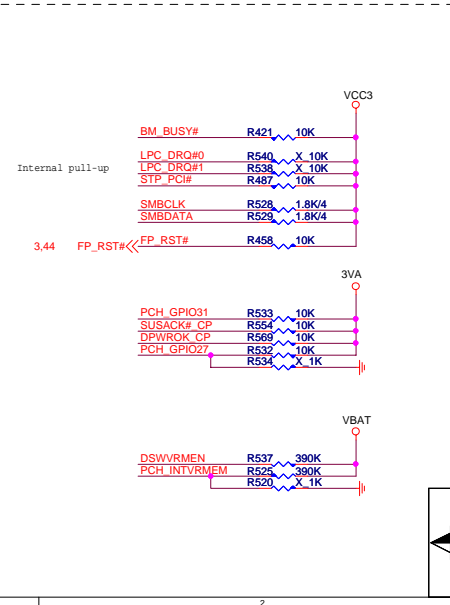 VCC3
BM_BUSY# R421 10K
LPC_DRQ#0 R540 X_10K
Internal pull-up LPC_DRQ#1 R538 X_10K
STP_PCI# R487 10K
SMBCLK R528 1.8K/4
SMBDATA R529 1.8K/4
3,44 FP_RST# FP_RST# R458 10K
3VA
PCH_GPIO31 R533 10K
SUSACK#_CP R554 10K
DPWROK_CP R569 10K
PCH_GPIO27 R532 10K
R534 X_1K
VBAT
DSWVRMEN R537 390K
PCH_INTVRMEM R525 390K
R520 X_1K
2